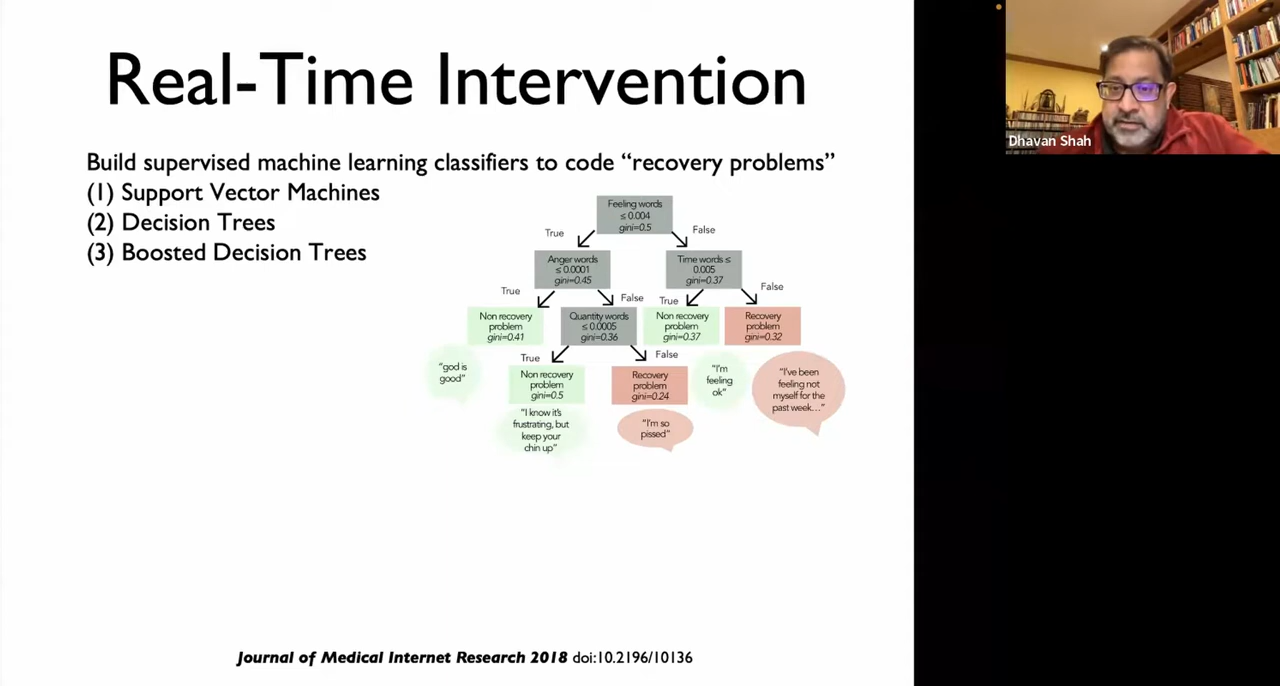 Real-Time Intervention
Dhavan Shah
Build supervised machine learning classifiers to code “recovery problems”
(1) Support Vector Machines
(2) Decision Trees
(3) Boosted Decision Trees
Feeling words
≤ 0.004
gini=0.5
True
False
Anger words
≤ 0.0001
gini=0.45
Time words ≤
0.005
gini=0.37
True
False
True
False
Non recovery
problem
gini=0.41
Quantity words
≤ 0.0005
gini=0.36
Non recovery
problem
gini=0.37
Recovery
problem
gini=0.32
True
False
"god is
good"
Non recovery
problem
gini=0.5
Recovery
problem
gini=0.24
"I'm
feeling
ok"
"I've been
feeling not
myself for the
past week..."
"I know it's
frustrating, but
keep your
chin up"
"I'm so
pissed"
Journal of Medical Internet Research 2018 doi:10.2196/10136